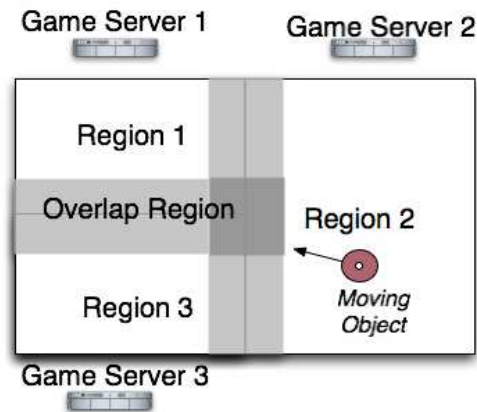 Game Server 1
Game Server 2
Region 1
Overlap Region
Region 2
Region 3
Moving
Object
Game Server 3